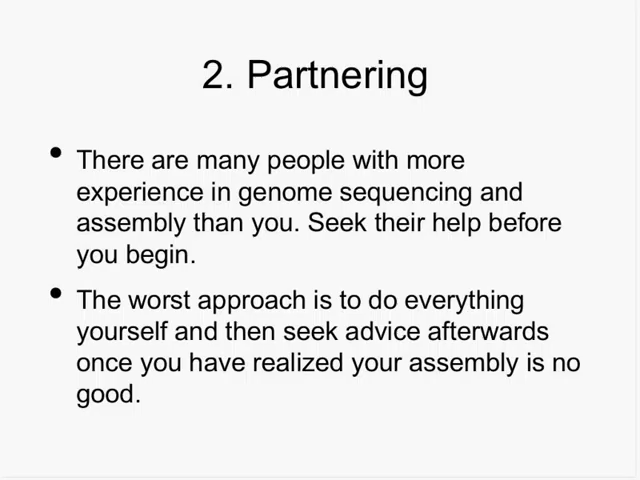 2. Partnering
• There are many people with more
experience in genome sequencing and
assembly than you. Seek their help before
you begin.
• The worst approach is to do everything
yourself and then seek advice afterwards
once you have realized your assembly is no
good.